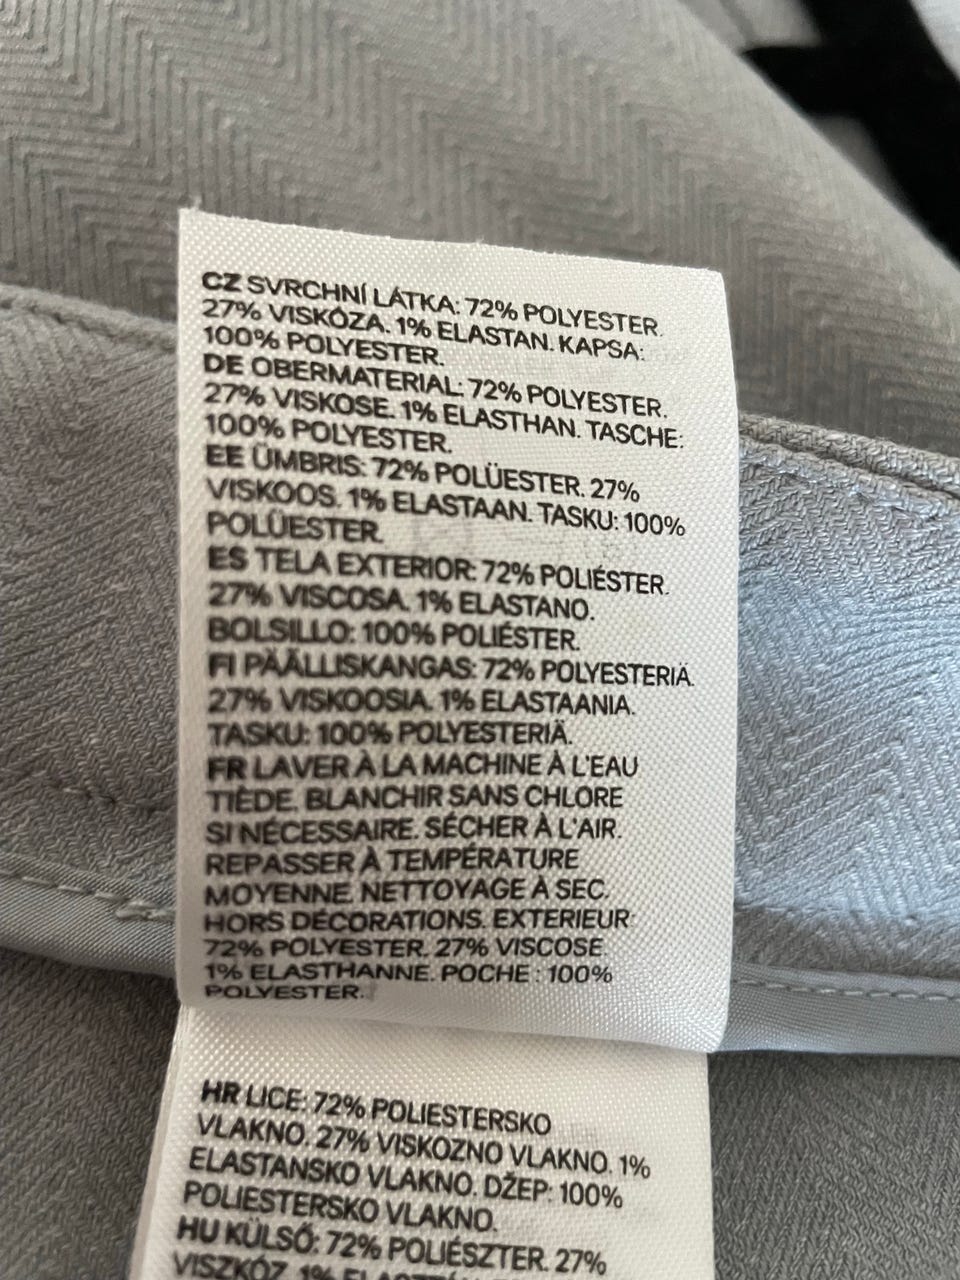 CZ SVRCHNÍ LÁTKA: 72% POLYESTER.
27% VISKÓZA. 1% ELASTAN. KAPSA:
100% POLYESTER.
DE OBERMATERIAL: 72% POLYESTER.
27% VISKOSE. 1% ELASTHAN. TASCHE:
100% POLYESTER.
EE ÜMBRIS: 72% POLÜESTER. 27%
VISKOOS. 1% ELASTAAN. TASKU: 100%
POLÜESTER.
ES TELA EXTERIOR: 72% POLIÉSTER.
27% VISCOSA. 1% ELASTANO.
BOLSILLO: 100% POLIÉSTER.
FI PÄÄLLISKANGAS: 72% POLYESTERIÄ.
27% VISKOOSIA. 1% ELASTAANIA.
TASKU: 100% POLYESTERIÄ.
FR LAVER À LA MACHINE À L'EAU
TIÈDE. BLANCHIR SANS CHLORE
SI NÉCESSAIRE. SÉCHER À L'AIR.
REPASSER À TEMPÉRATURE
MOYENNE. NETTOYAGE À SEC.
HORS DÉCORATIONS. EXTERIEUR:
72% POLYESTER. 27% VISCOSE.
1% ELASTHANNE. POCHE : 100%
POLYESTER.
HR LICE: 72% POLIESTERSKO
VLAKNO. 27% VISKOZNO VLAKNO. 1%
ELASTANSKO VLAKNO. DŽEP: 100%
POLIESTERSKO VLAKNO.
HU KÜLSŐ: 72% POLIÉSZTER. 27%
VISZKÓZ. 1%